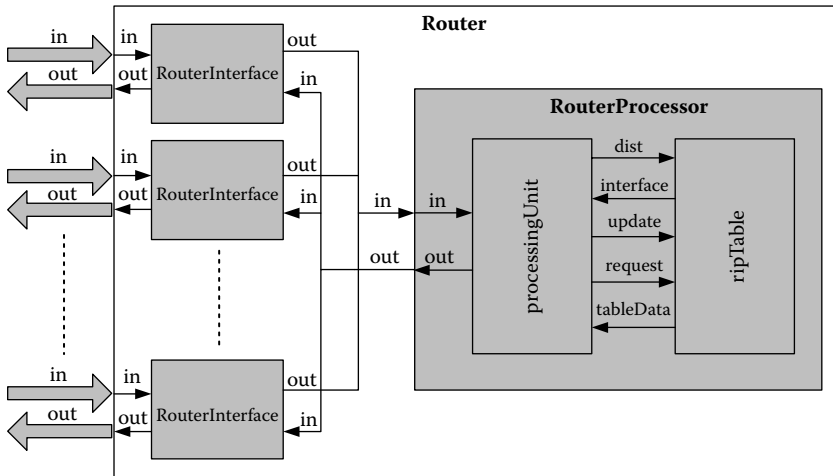 Router
in
in
out
out
RouterInterface
out
in
in
in
out
out
RouterInterface
out
in
in
in
out
out
RouterInterface
out
in
in
out
RouterProcessor
in
out
processingUnit
dist
interface
update
request
tableData
ripTable